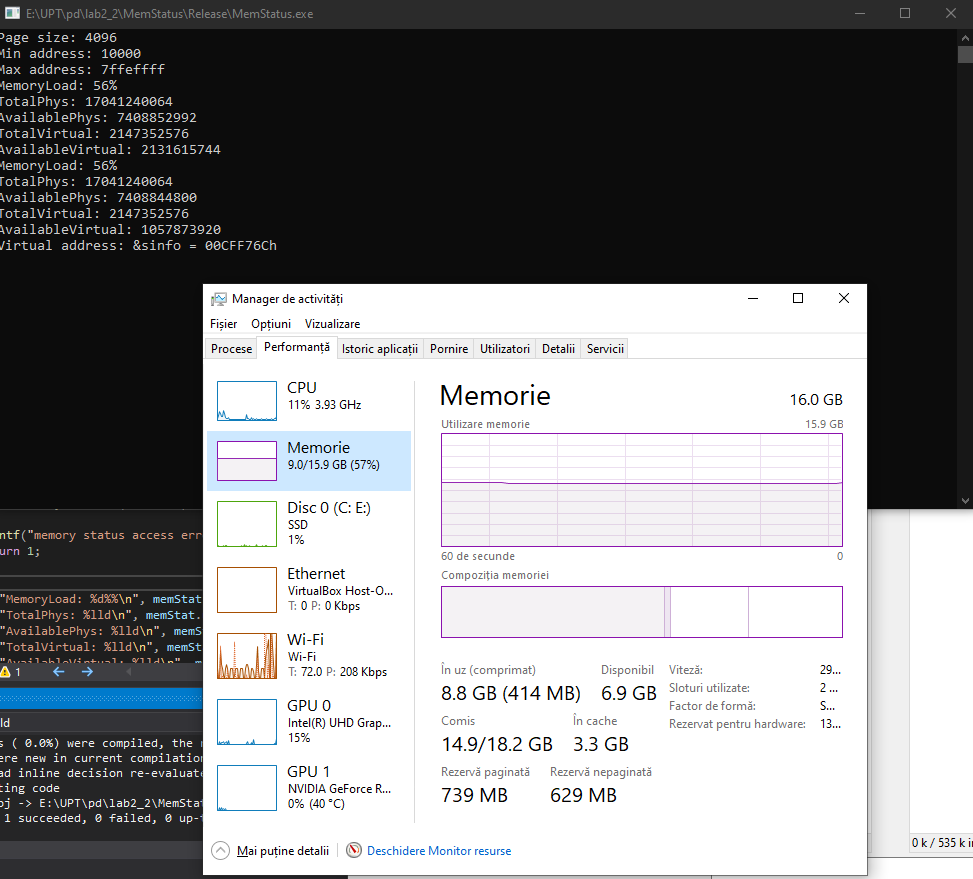 E:\UPT\pd\lab2_2\MemStatus\Release\MemStatus.exe
Page size: 4096
Min address: 10000
Max address: 7ffeffff
MemoryLoad: 56%
TotalPhys: 17041240064
AvailablePhys: 7408852992
TotalVirtual: 2147352576
AvailableVirtual: 2131615744
MemoryLoad: 56%
TotalPhys: 17041240064
AvailablePhys: 7408844800
TotalVirtual: 2147352576
AvailableVirtual: 1057873920
Virtual address: &sinfo = 00CFF76Ch
Manager de activități
Fișier Opțiuni Vizualizare
Procese Performanță Istoric aplicații Pornire Utilizatori Detalii Servicii
CPU
11% 3.93 GHz
Memorie
9.0/15.9 GB (57%)
Disc 0 (C: E:)
SSD
1%
Ethernet
VirtualBox Host-O...
T: 0 P: 0 Kbps
Wi-Fi
Wi-Fi
T: 72.0 P: 208 Kbps
GPU 0
Intel(R) UHD Grap...
15%
GPU 1
NVIDIA GeForce R...
0% (40 °C)
Memorie 16.0 GB
Utilizare memorie 15.9 GB
60 de secunde 0
Compoziția memoriei
În uz (comprimat) Disponibil
8.8 GB (414 MB) 6.9 GB
Comis În cache
14.9/18.2 GB 3.3 GB
Rezervă paginată Rezervă nepaginată
739 MB 629 MB
Viteză: 29...
Sloturi utilizate: 2 ...
Factor de formă: S...
Rezervat pentru hardware: 13...
Mai puține detalii Deschidere Monitor resurse
ntf("memory status access err
urn 1;
"MemoryLoad: %d%%\n", memStat
"TotalPhys: %lld\n", memStat.
"AvailablePhys: %lld\n", memS
"TotalVirtual: %lld\n", memSt
"AvailableVirtual: %lld\n", m
1
ld
s ( 0.0%) were compiled, the r
ere new in current compilation
ad inline decision re-evaluate
ting code
oj -> E:\UPT\pd\lab2_2\MemStat
1 succeeded, 0 failed, 0 up-t
0 k / 535 k in